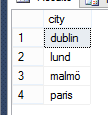 city
1 dublin
2 lund
3 malmö
4 paris